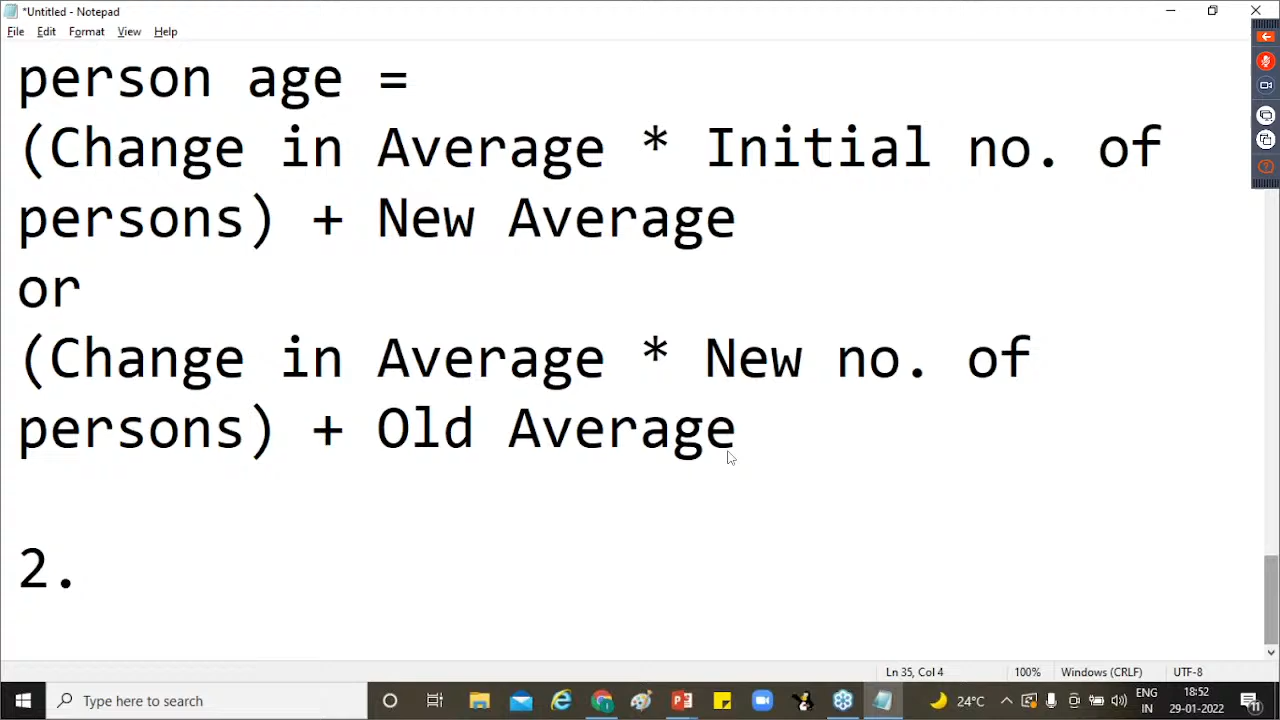 *Untitled - Notepad
File Edit Format View Help
person age =
(Change in Average * Initial no. of
persons) + New Average
or
(Change in Average * New no. of
persons) + Old Average
2.
Ln 35, Col 4 100% Windows (CRLF) UTF-8
Type here to search
24°C ENG 18:52
IN 29-01-2022 11